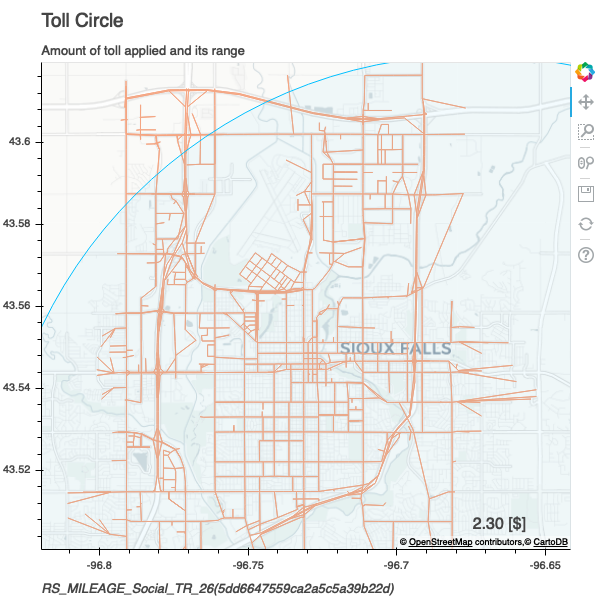 Toll Circle
Amount of toll applied and its range
43.6
43.58
43.56
SIOUX FALLS
43.54
43.52
2.30 [$]
© OpenStreetMap contributors,© CartoDB
-96.8
-96.75
-96.7
-96.65
RS_MILEAGE_Social_TR_26(5dd6647559ca2a5c5a39b22d)